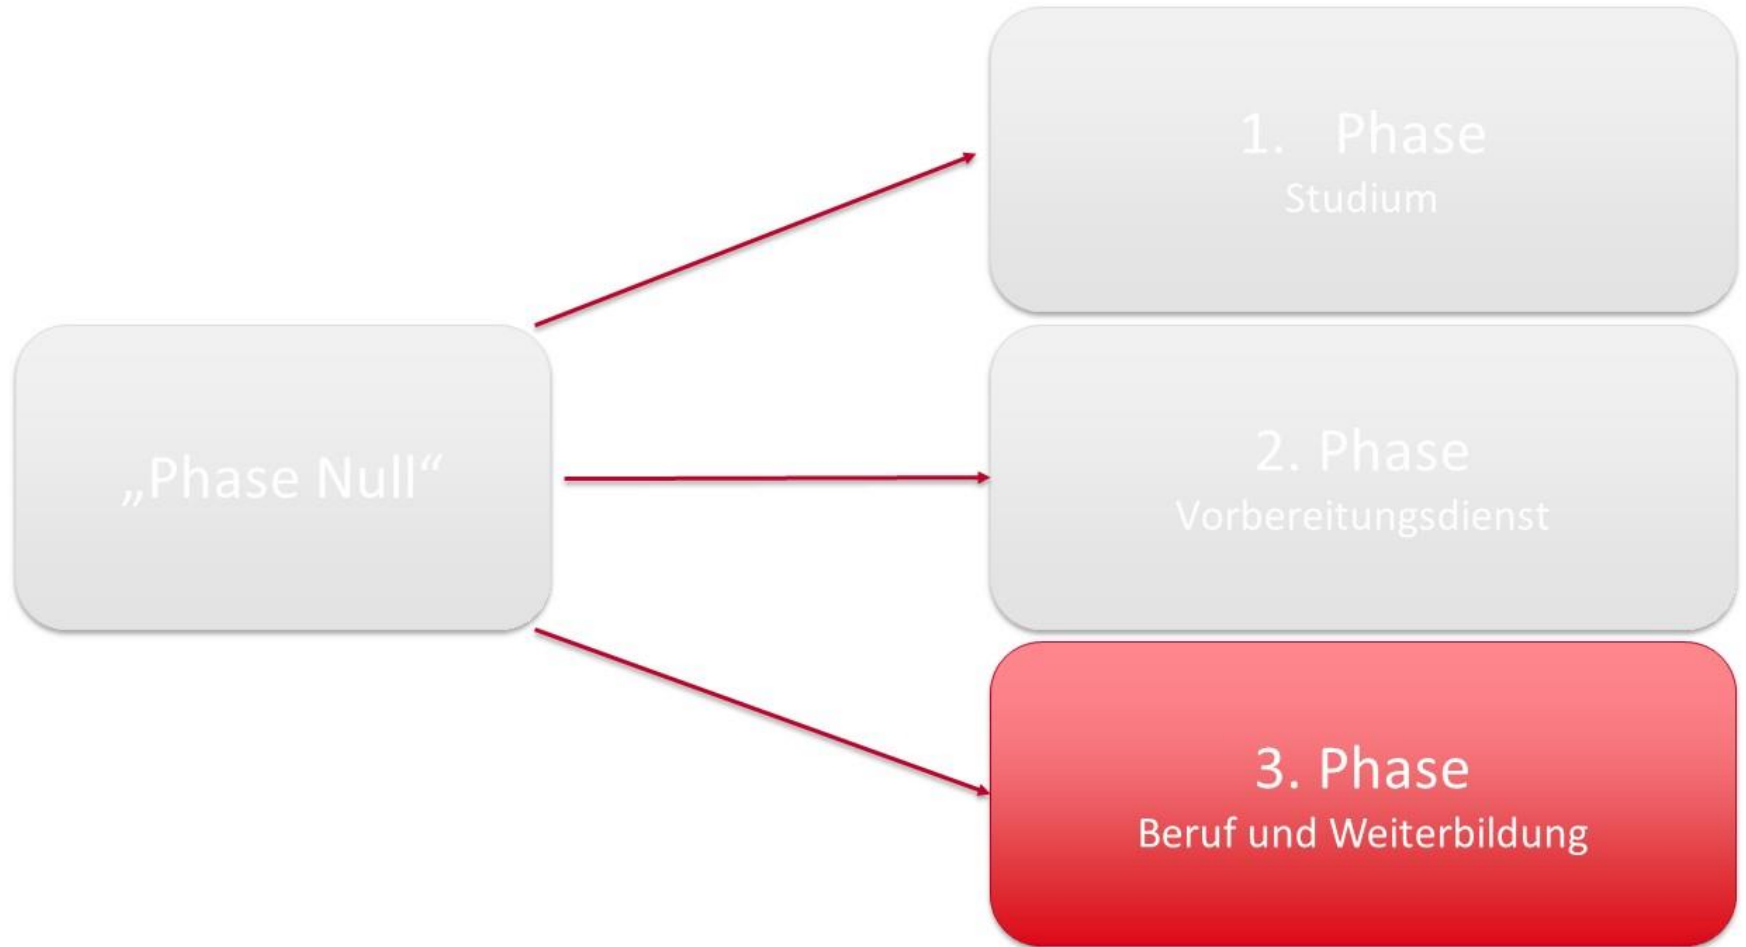 „Phase Null“
1. Phase
Studium
2. Phase
Vorbereitungsdienst
3. Phase
Beruf und Weiterbildung